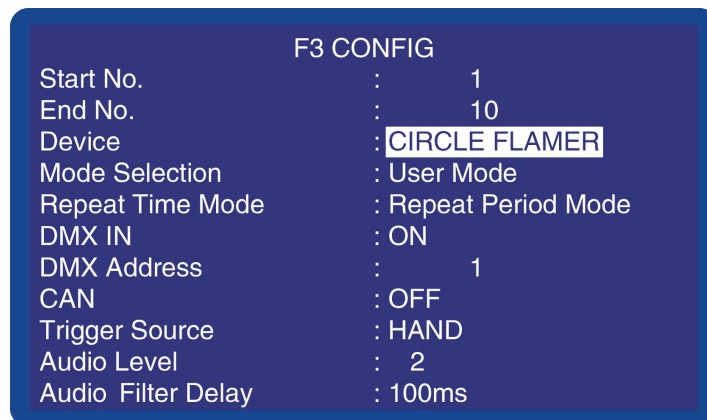 F3 CONFIG
Start No. : 1
End No. : 10
Device : CIRCLE FLAMER
Mode Selection : User Mode
Repeat Time Mode : Repeat Period Mode
DMX IN : ON
DMX Address : 1
CAN : OFF
Trigger Source : HAND
Audio Level : 2
Audio Filter Delay : 100ms